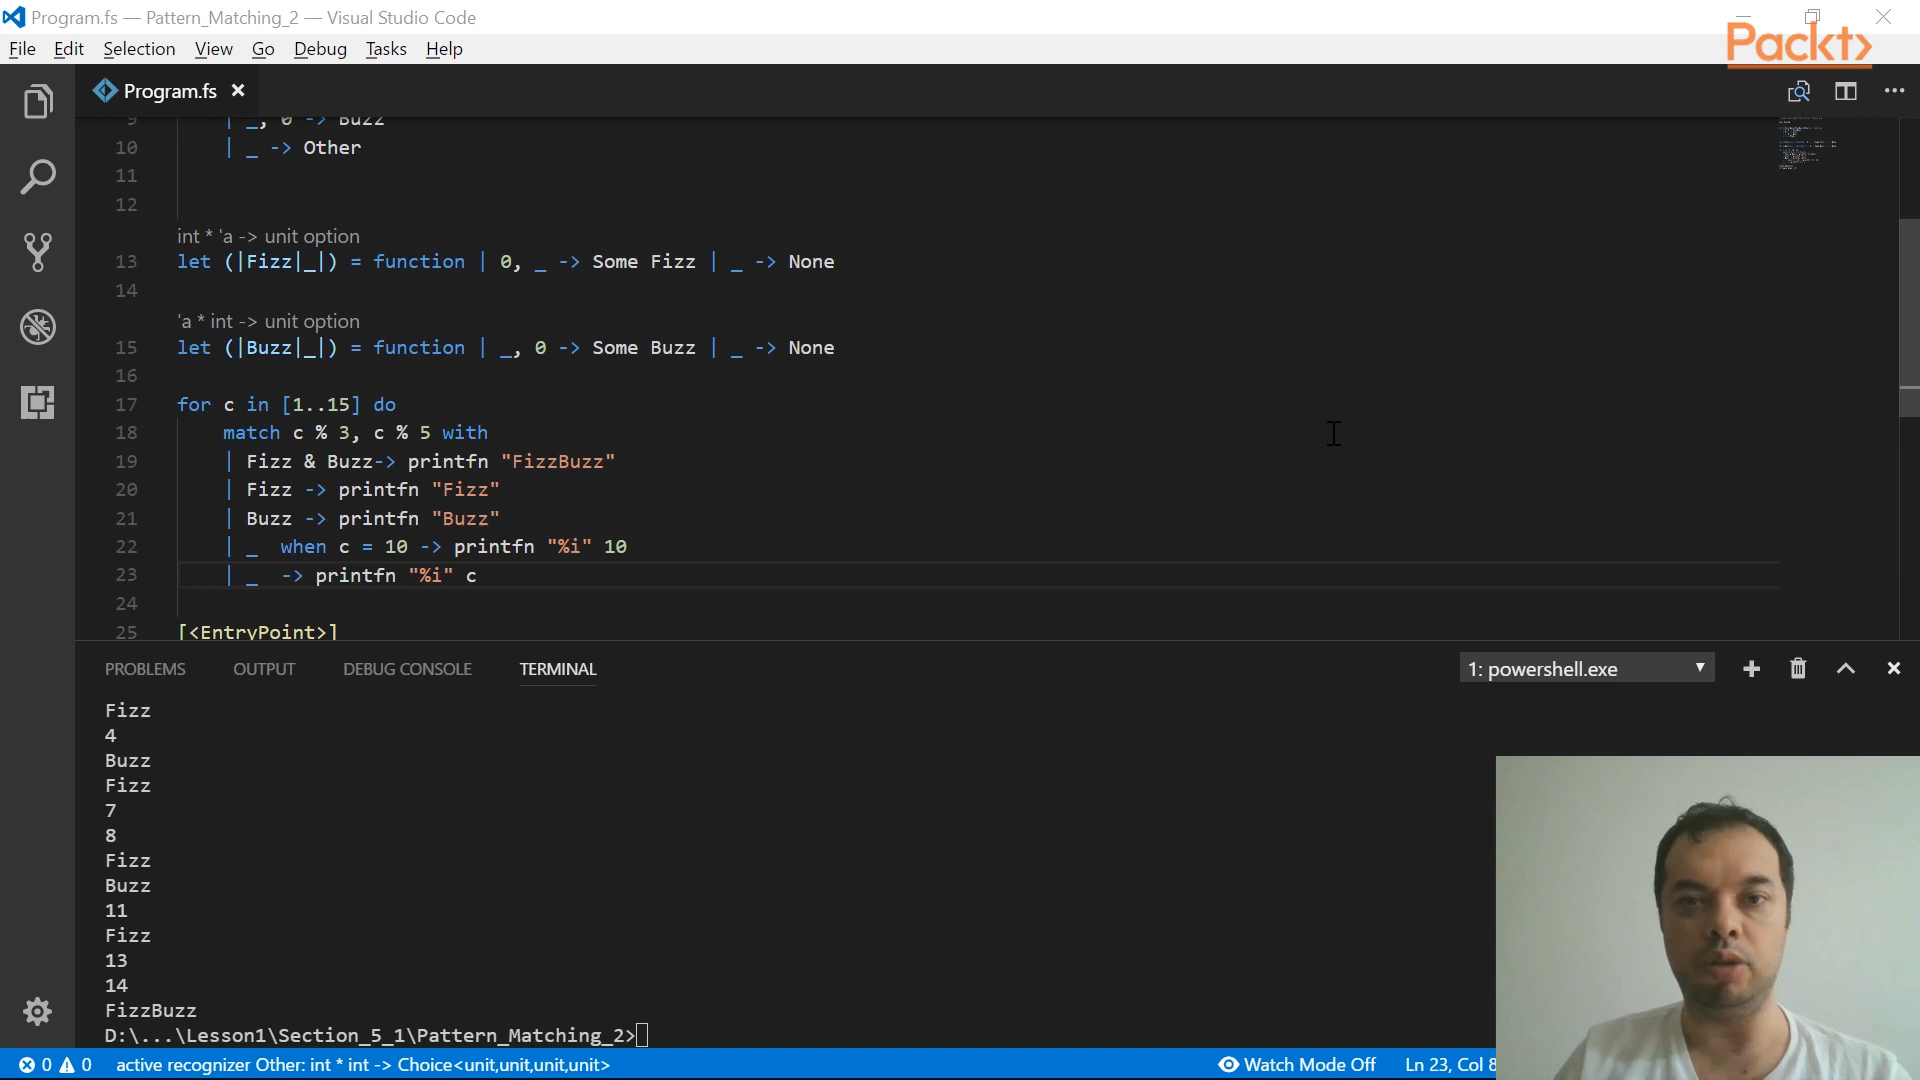 Program.fs — Pattern_Matching_2 — Visual Studio Code
Packt>
File Edit Selection View Go Debug Tasks Help
Program.fs
9 | _, 0 -> Buzz
10 | _ -> Other
11
12
int * 'a -> unit option
13 let (|Fizz|_|) = function | 0, _ -> Some Fizz | _ -> None
14
'a * int -> unit option
15 let (|Buzz|_|) = function | _, 0 -> Some Buzz | _ -> None
16
17 for c in [1..15] do
18 match c % 3, c % 5 with
19 | Fizz & Buzz-> printfn "FizzBuzz"
20 | Fizz -> printfn "Fizz"
21 | Buzz -> printfn "Buzz"
22 | _ when c = 10 -> printfn "%i" 10
23 | _ -> printfn "%i" c
24
25 [<EntryPoint>]
PROBLEMS OUTPUT DEBUG CONSOLE TERMINAL 1: powershell.exe
Fizz
4
Buzz
Fizz
7
8
Fizz
Buzz
11
Fizz
13
14
FizzBuzz
D:\...\Lesson1\Section_5_1\Pattern_Matching_2>
0 0 active recognizer Other: int * int -> Choice<unit,unit,unit,unit> Watch Mode Off Ln 23, Col 8